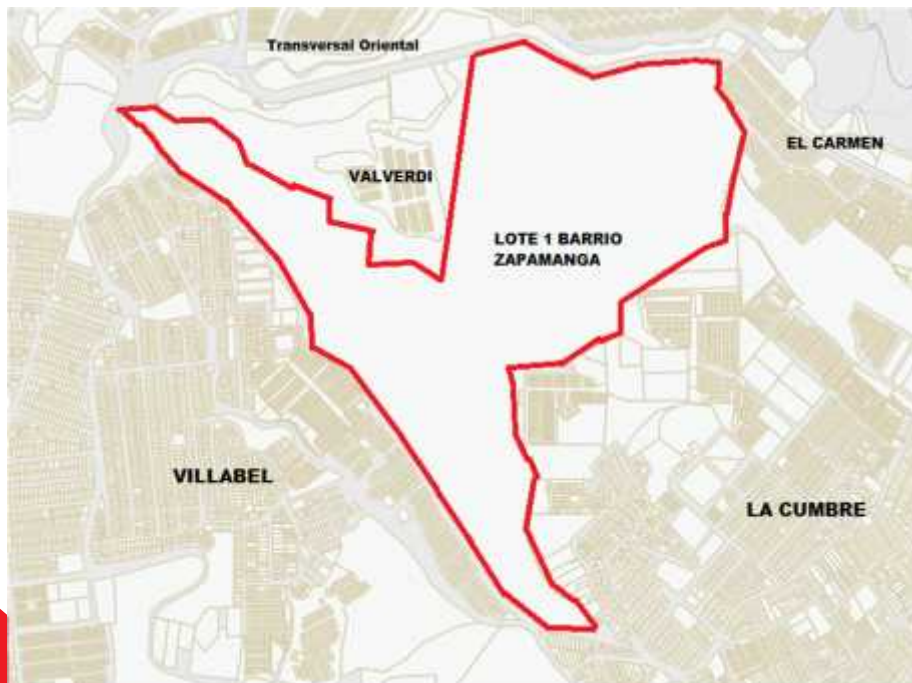 Transversal Oriental
EL CARMEN
VALVERDI
LOTE 1 BARRIO
ZAPAMANGA
VILLABEL
LA CUMBRE